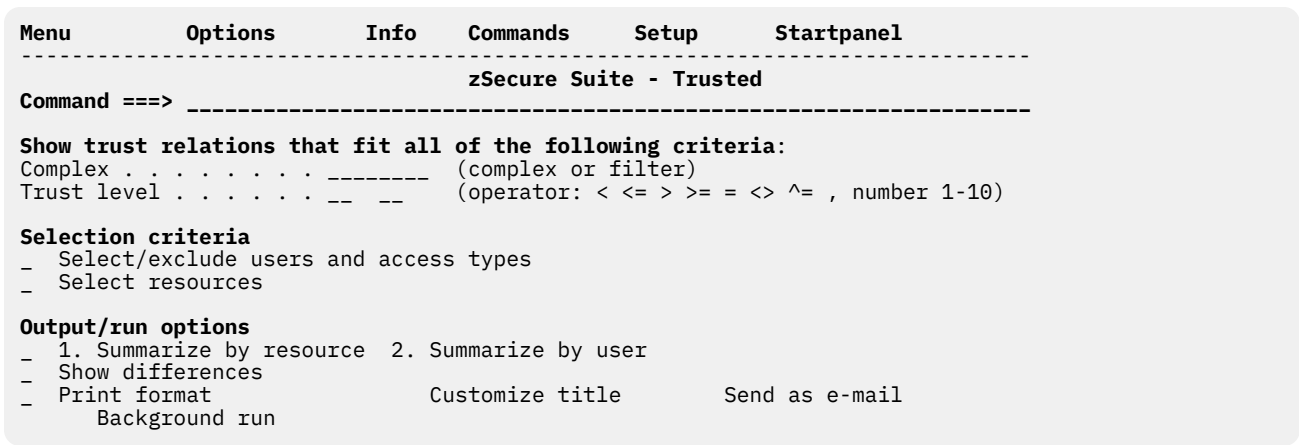 Menu Options Info Commands Setup Startpanel
-------------------------------------------------------------------------------
zSecure Suite - Trusted
Command ===> __________________________________________________________________
Show trust relations that fit all of the following criteria:
Complex . . . . . . . . ________ (complex or filter)
Trust level . . . . . . __ __ (operator: < <= > >= = <> ^= , number 1-10)
Selection criteria
_ Select/exclude users and access types
_ Select resources
Output/run options
_ 1. Summarize by resource 2. Summarize by user
_ Show differences
_ Print format Customize title Send as e-mail
Background run